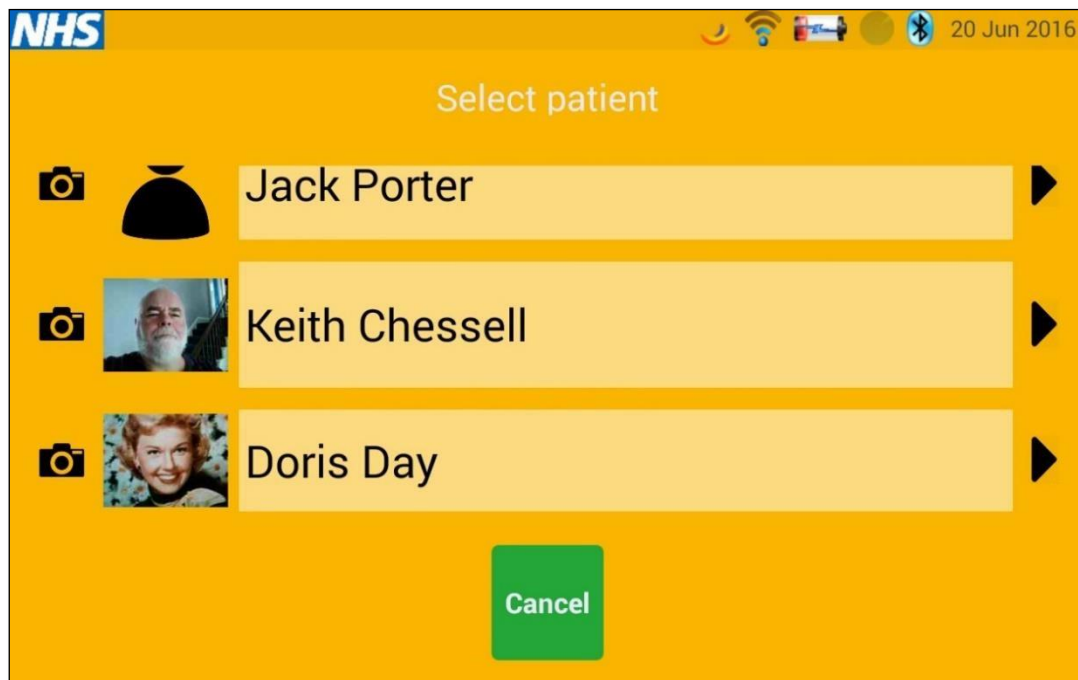 NHS
20 Jun 2016
Select patient
Jack Porter
Keith Chessell
Doris Day
Cancel